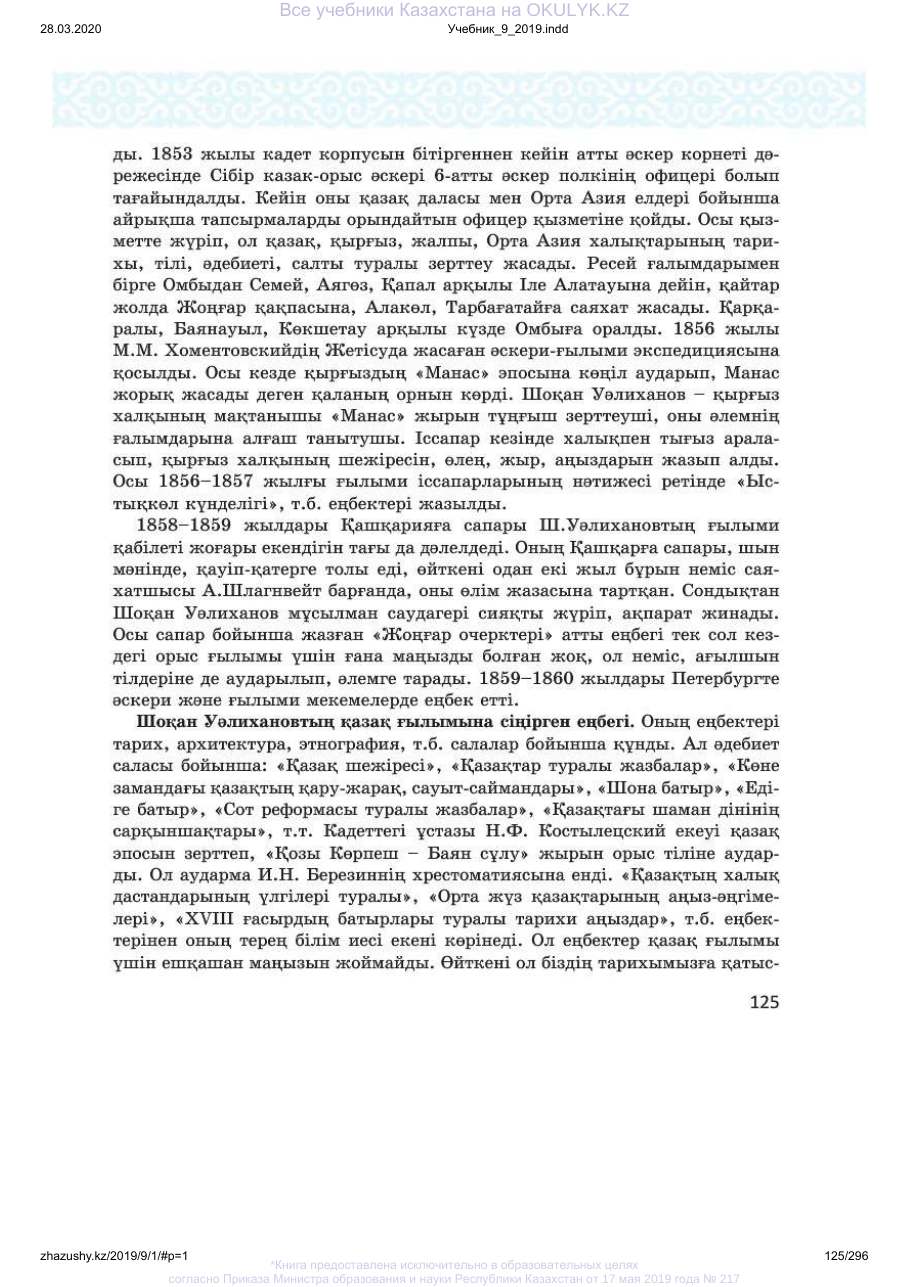 Все учебники Казахстана на OKULYK.KZ
28.03.2020 Учебник_9_2019.indd
ды. 1853 жылы кадет корпусын бітіргеннен кейін атты әскер корнеті дә-
режесінде Сібір казак-орыс әскері 6-атты әскер полкінің офицері болып
тағайындалды. Кейін оны қазақ даласы мен Орта Азия елдері бойынша
айрықша тапсырмаларды орындайтын офицер қызметіне қойды. Осы қыз-
метте жүріп, ол қазақ, қырғыз, жалпы, Орта Азия халықтарының тари-
хы, тілі, әдебиеті, салты туралы зерттеу жасады. Ресей ғалымдарымен
бірге Омбыдан Семей, Аягөз, Қапал арқылы Іле Алатауына дейін, қайтар
жолда Жоңғар қақпасына, Алакөл, Тарбағатайға саяхат жасады. Қарқа-
ралы, Баянауыл, Көкшетау арқылы күзде Омбыға оралды. 1856 жылы
М.М. Хоментовскийдің Жетісуда жасаған әскери-ғылыми экспедициясына
қосылды. Осы кезде қырғыздың «Манас» эпосына көңіл аударып, Манас
жорық жасады деген қаланың орнын көрді. Шоқан Уәлиханов – қырғыз
халқының мақтанышы «Манас» жырын тұңғыш зерттеуші, оны әлемнің
ғалымдарына алғаш танытушы. Іссапар кезінде халықпен тығыз арала-
сып, қырғыз халқының шежіресін, өлең, жыр, аңыздарын жазып алды.
Осы 1856–1857 жылғы ғылыми іссапарларының нәтижесі ретінде «Ыс-
тықкөл күнделігі», т.б. еңбектері жазылды.
1858–1859 жылдары Қашқарияға сапары Ш.Уәлихановтың ғылыми
қабілеті жоғары екендігін тағы да дәлелдеді. Оның Қашқарға сапары, шын
мәнінде, қауіп-қатерге толы еді, өйткені одан екі жыл бұрын неміс сая-
хатшысы А.Шлагнвейт барғанда, оны өлім жазасына тартқан. Сондықтан
Шоқан Уәлиханов мұсылман саудагері сияқты жүріп, ақпарат жинады.
Осы сапар бойынша жазған «Жоңғар очерктері» атты еңбегі тек сол кез-
дегі орыс ғылымы үшін ғана маңызды болған жоқ, ол неміс, ағылшын
тілдеріне де аударылып, әлемге тарады. 1859–1860 жылдары Петербургте
әскери және ғылыми мекемелерде еңбек етті.
Шоқан Уәлихановтың қазақ ғылымына сіңірген еңбегі. Оның еңбектері
тарих, архитектура, этнография, т.б. салалар бойынша құнды. Ал әдебиет
саласы бойынша: «Қазақ шежіресі», «Қазақтар туралы жазбалар», «Көне
замандағы қазақтың қару-жарақ, сауыт-саймандары», «Шона батыр», «Еді-
ге батыр», «Сот реформасы туралы жазбалар», «Қазақтағы шаман дінінің
сарқыншақтары», т.т. Кадеттегі ұстазы Н.Ф. Костылецский екеуі қазақ
эпосын зерттеп, «Қозы Көрпеш – Баян сұлу» жырын орыс тіліне аудар-
ды. Ол аударма И.Н. Березиннің хрестоматиясына енді. «Қазақтың халық
дастандарының үлгілері туралы», «Орта жүз қазақтарының аңыз-әңгіме-
лері», «XVIII ғасырдың батырлары туралы тарихи аңыздар», т.б. еңбек-
терінен оның терең білім иесі екені көрінеді. Ол еңбектер қазақ ғылымы
үшін ешқашан маңызын жоймайды. Өйткені ол біздің тарихымызға қатыс-
125
zhazushy.kz/2019/9/1/#p=1 125/296
*Книга предоставлена исключительно в образовательных целях
согласно Приказа Министра образования и науки Республики Казахстан от 17 мая 2019 года № 217